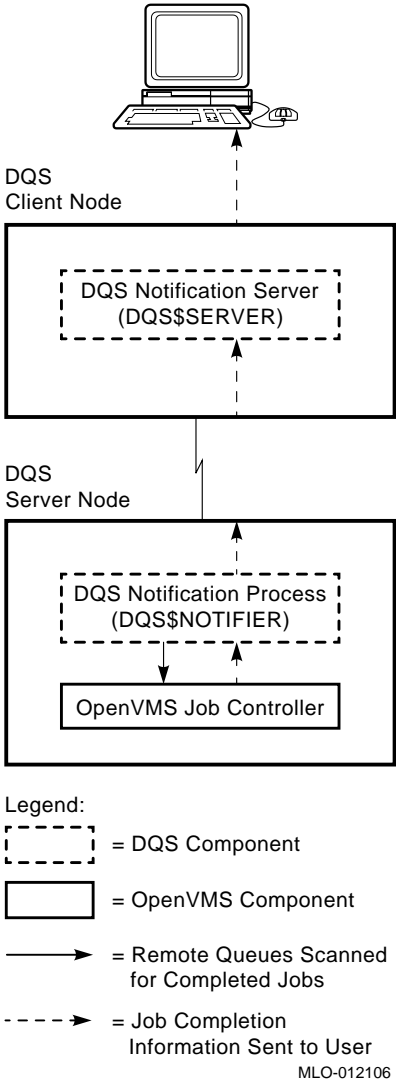 DQS
Client Node
DQS Notification Server
(DQS$SERVER)
DQS
Server Node
DQS Notification Process
(DQS$NOTIFIER)
OpenVMS Job Controller
Legend:
= DQS Component
= OpenVMS Component
= Remote Queues Scanned
for Completed Jobs
= Job Completion
Information Sent to User
MLO-012106